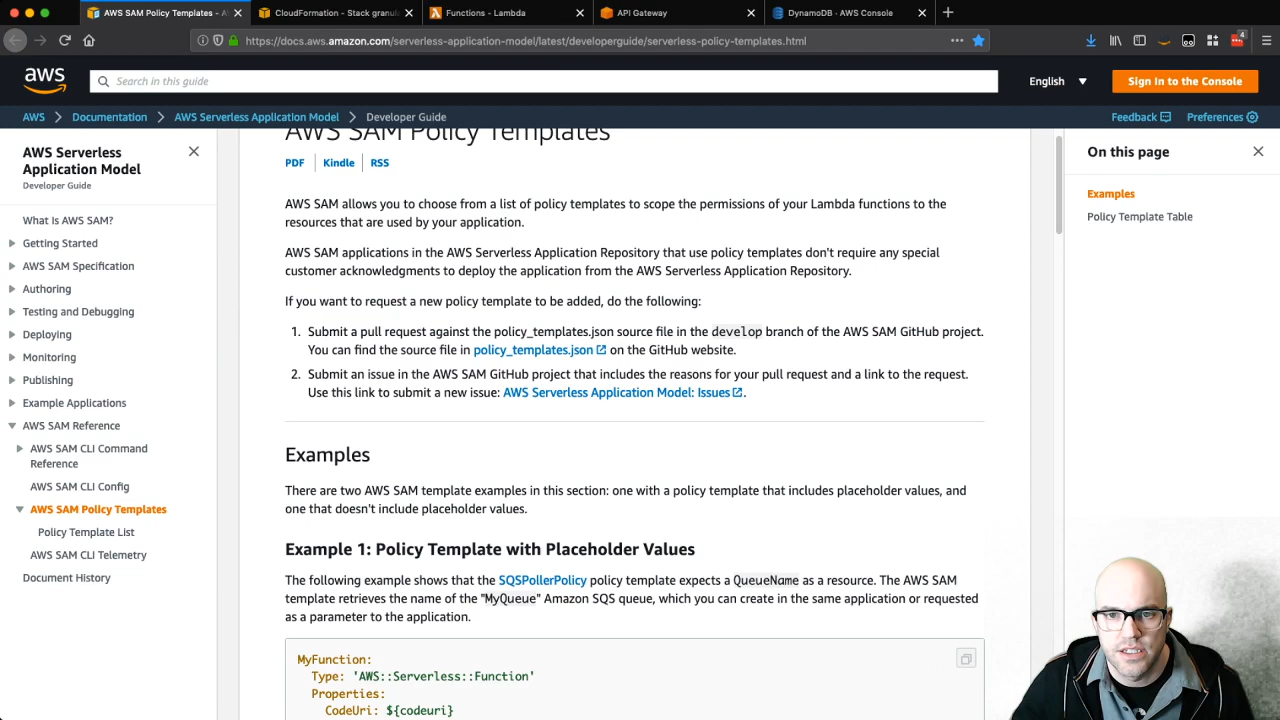 AWS SAM Policy Templates - A
CloudFormation - Stack granul
Functions - Lambda
API Gateway
DynamoDB - AWS Console
https://docs.aws.amazon.com/serverless-application-model/latest/developerguide/serverless-policy-templates.html
4
aws
Search in this guide
English
Sign In to the Console
AWS
Documentation
AWS Serverless Application Model
Developer Guide
Feedback
Preferences
AWS Serverless
Application Model
Developer Guide
What Is AWS SAM?
Getting Started
AWS SAM Specification
Authoring
Testing and Debugging
Deploying
Monitoring
Publishing
Example Applications
AWS SAM Reference
AWS SAM CLI Command
Reference
AWS SAM CLI Config
AWS SAM Policy Templates
Policy Template List
AWS SAM CLI Telemetry
Document History
AWS SAM Policy Templates
PDF
Kindle
RSS
AWS SAM allows you to choose from a list of policy templates to scope the permissions of your Lambda functions to the
resources that are used by your application.
AWS SAM applications in the AWS Serverless Application Repository that use policy templates don't require any special
customer acknowledgments to deploy the application from the AWS Serverless Application Repository.
If you want to request a new policy template to be added, do the following:
1. Submit a pull request against the policy_templates.json source file in the develop branch of the AWS SAM GitHub project.
You can find the source file in policy_templates.json on the GitHub website.
2. Submit an issue in the AWS SAM GitHub project that includes the reasons for your pull request and a link to the request.
Use this link to submit a new issue: AWS Serverless Application Model: Issues.
Examples
There are two AWS SAM template examples in this section: one with a policy template that includes placeholder values, and
one that doesn't include placeholder values.
Example 1: Policy Template with Placeholder Values
The following example shows that the SQSPollerPolicy policy template expects a QueueName as a resource. The AWS SAM
template retrieves the name of the "MyQueue" Amazon SQS queue, which you can create in the same application or requested
as a parameter to the application.
MyFunction:
Type: 'AWS::Serverless::Function'
Properties:
CodeUri: ${codeuri}
On this page
Examples
Policy Template Table